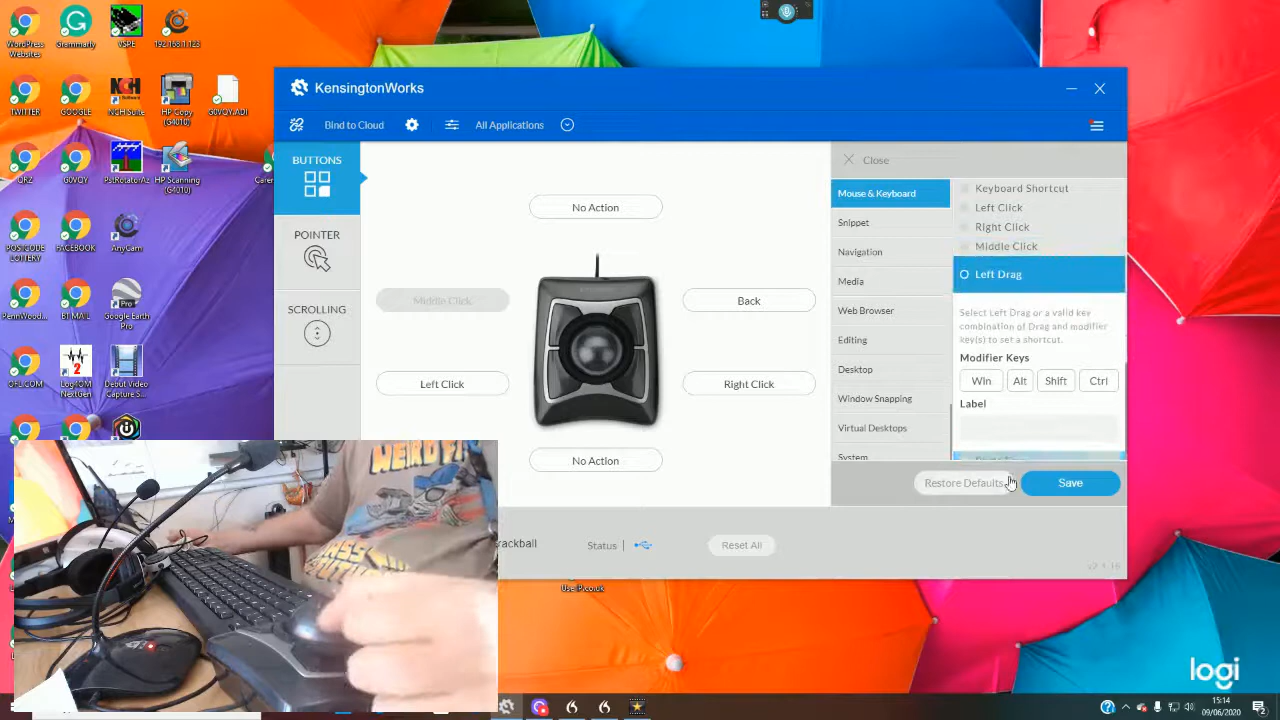 WordPress Websites
Grammarly
VSPE
192.168.1.123
TWITTER
GOOGLE
NCH Suite
HP Copy (G4010)
G0VQY.ADI
QRZ
G0VQY
PstRotatorAz
HP Scanning (G4010)
POSTCODE LOTTERY
FACEBOOK
AnyCam
BT MAIL
Google Earth Pro
QFL.COM
Log4OM NextGen
Debut Video Capture S...
KensingtonWorks
Bind to Cloud
All Applications
BUTTONS
POINTER
SCROLLING
No Action
Middle Click
Back
Left Click
Right Click
No Action
Close
Mouse & Keyboard
Snippet
Navigation
Media
Web Browser
Editing
Desktop
Window Snapping
Virtual Desktops
System
Keyboard Shortcut
Left Click
Right Click
Middle Click
Left Drag
Select Left Drag or a valid key
combination of Drag and modifier
key(s) to set a shortcut.
Modifier Keys
Win
Alt
Shift
Ctrl
Label
Restore Defaults
Save
rackball
Status
Reset All
logi
15:14
09/06/2020